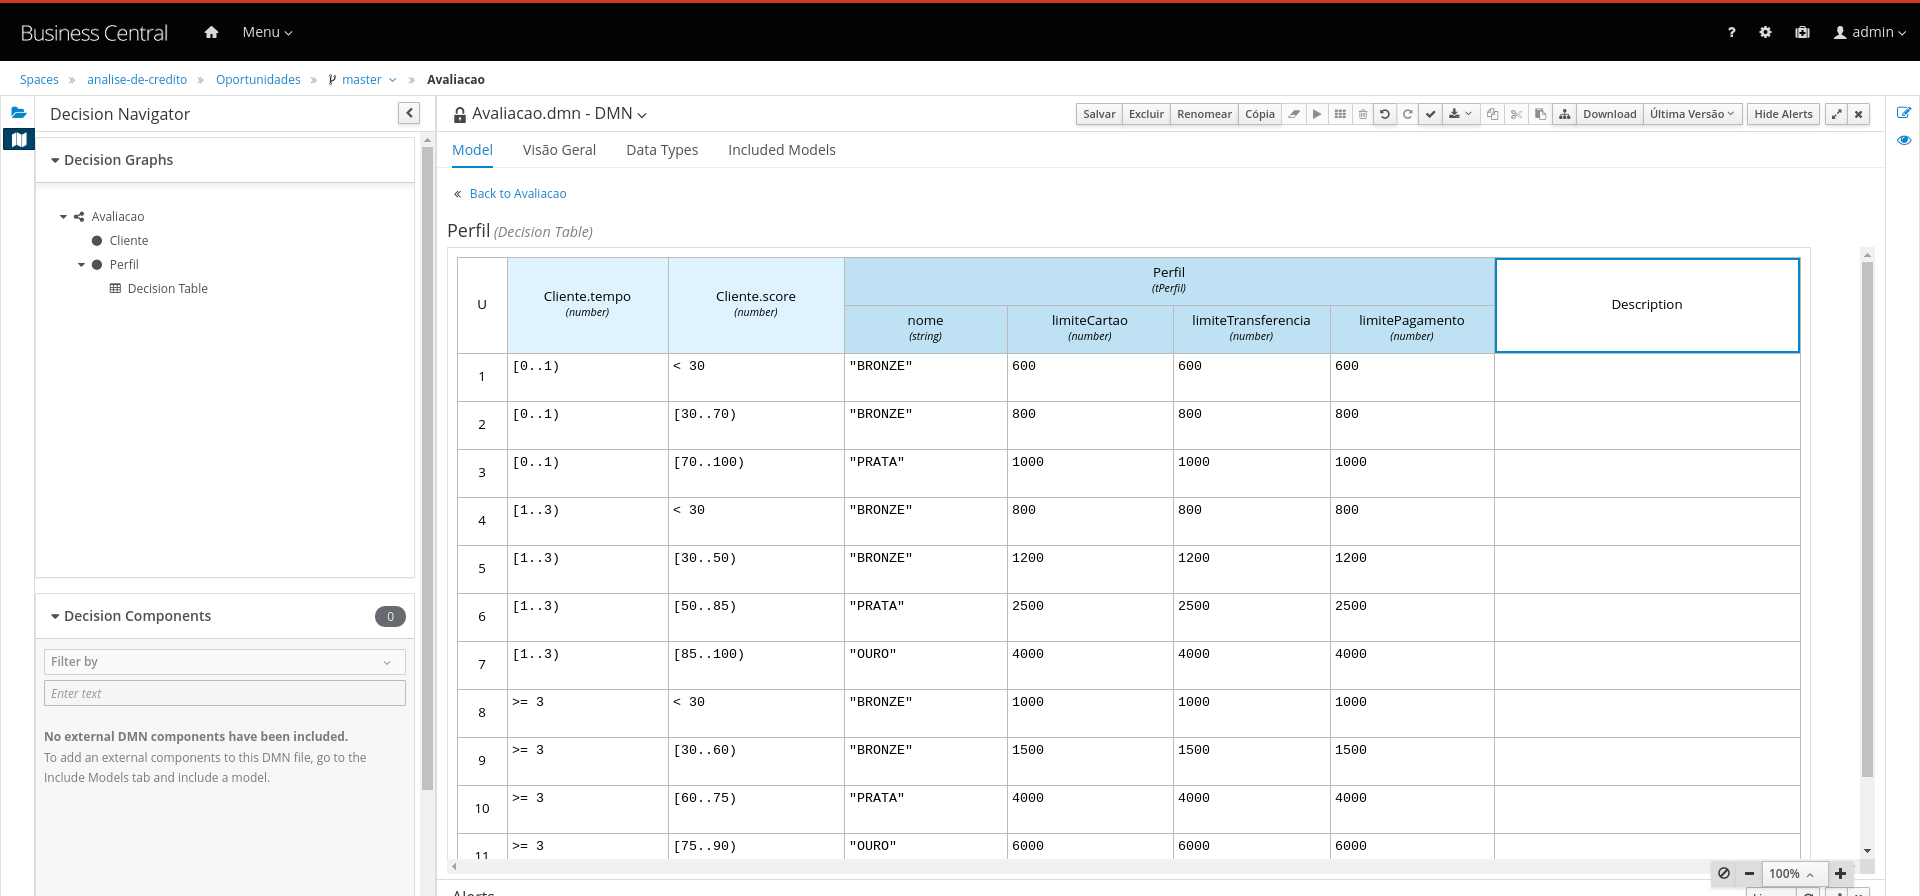 Business Central Menu ? admin
Spaces » analise-de-credito » Oportunidades » master » Avaliacao
Decision Navigator
Decision Graphs
Avaliacao
Cliente
Perfil
Decision Table
Decision Components 0
Filter by
Enter text
No external DMN components have been included.
To add an external components to this DMN file, go to the
Include Models tab and include a model.
Avaliacao.dmn - DMN Salvar Excluir Renomear Cópia Download Última Versão Hide Alerts
Model Visão Geral Data Types Included Models
« Back to Avaliacao
Perfil (Decision Table)
U Cliente.tempo (number) Cliente.score (number) Perfil (tPerfil) Description
nome limiteCartao limiteTransferencia limitePagamento
(string) (number) (number) (number)
1 [0..1) < 30 "BRONZE" 600 600 600
2 [0..1) [30..70) "BRONZE" 800 800 800
3 [0..1) [70..100) "PRATA" 1000 1000 1000
4 [1..3) < 30 "BRONZE" 800 800 800
5 [1..3) [30..50) "BRONZE" 1200 1200 1200
6 [1..3) [50..85) "PRATA" 2500 2500 2500
7 [1..3) [85..100) "OURO" 4000 4000 4000
8 >= 3 < 30 "BRONZE" 1000 1000 1000
9 >= 3 [30..60) "BRONZE" 1500 1500 1500
10 >= 3 [60..75) "PRATA" 4000 4000 4000
11 >= 3 [75..90) "OURO" 6000 6000 6000
100%
Alerts